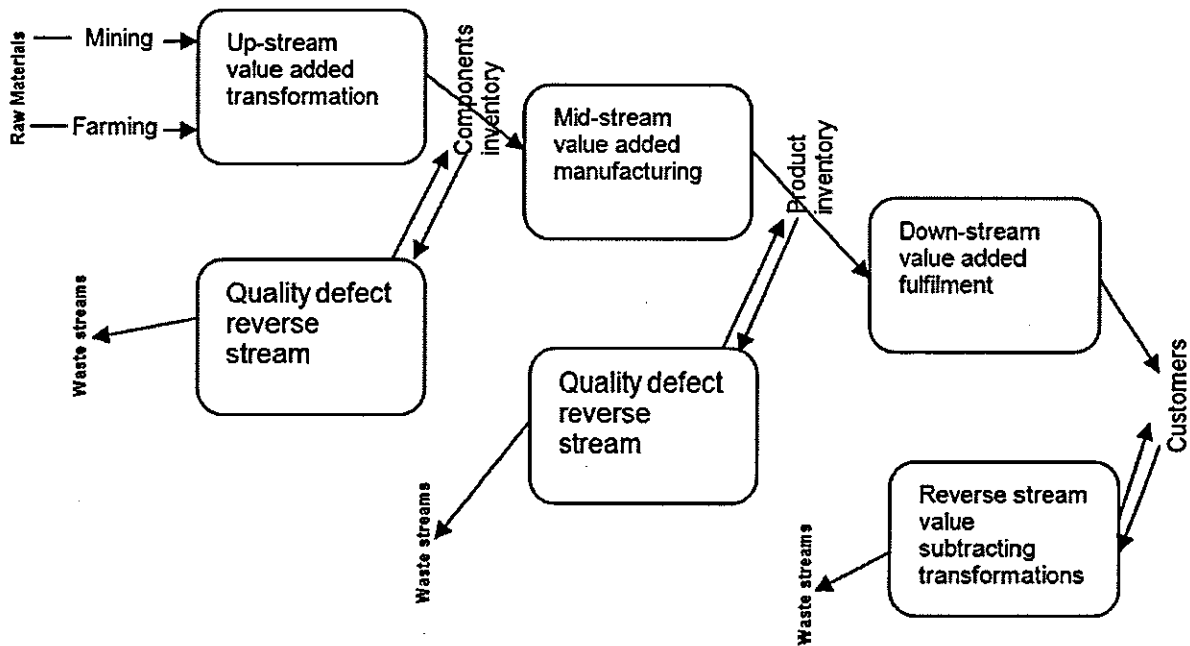 Raw Materials
Mining
Farming
Up-stream
value added
transformation
Components
inventory
Mid-stream
value added
manufacturing
Product
inventory
Down-stream
value added
fulfilment
Customers
Quality defect
reverse
stream
Waste streams
Quality defect
reverse
stream
Waste streams
Reverse stream
value
subtracting
transformations
Waste streams